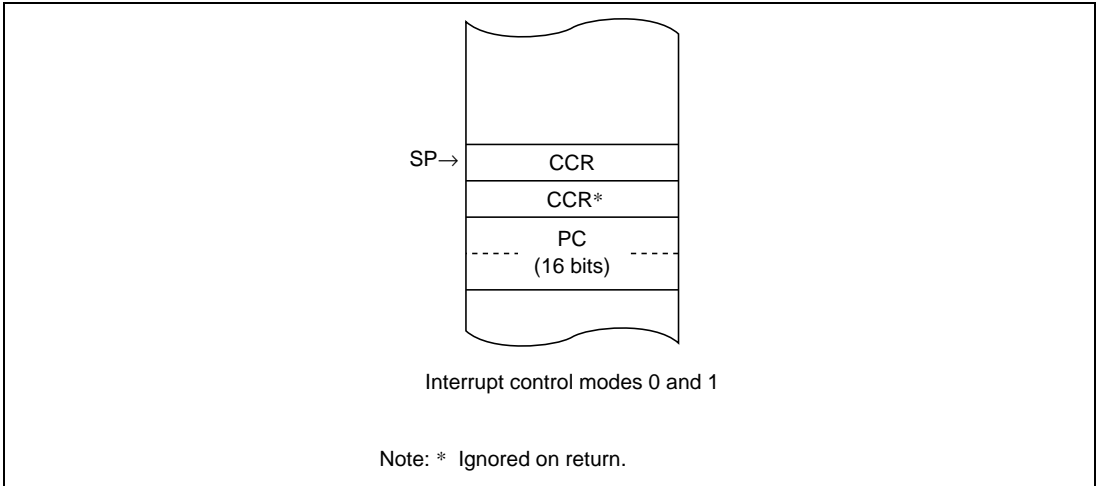 SP→ CCR
CCR*
PC
(16 bits)
Interrupt control modes 0 and 1
Note: * Ignored on return.